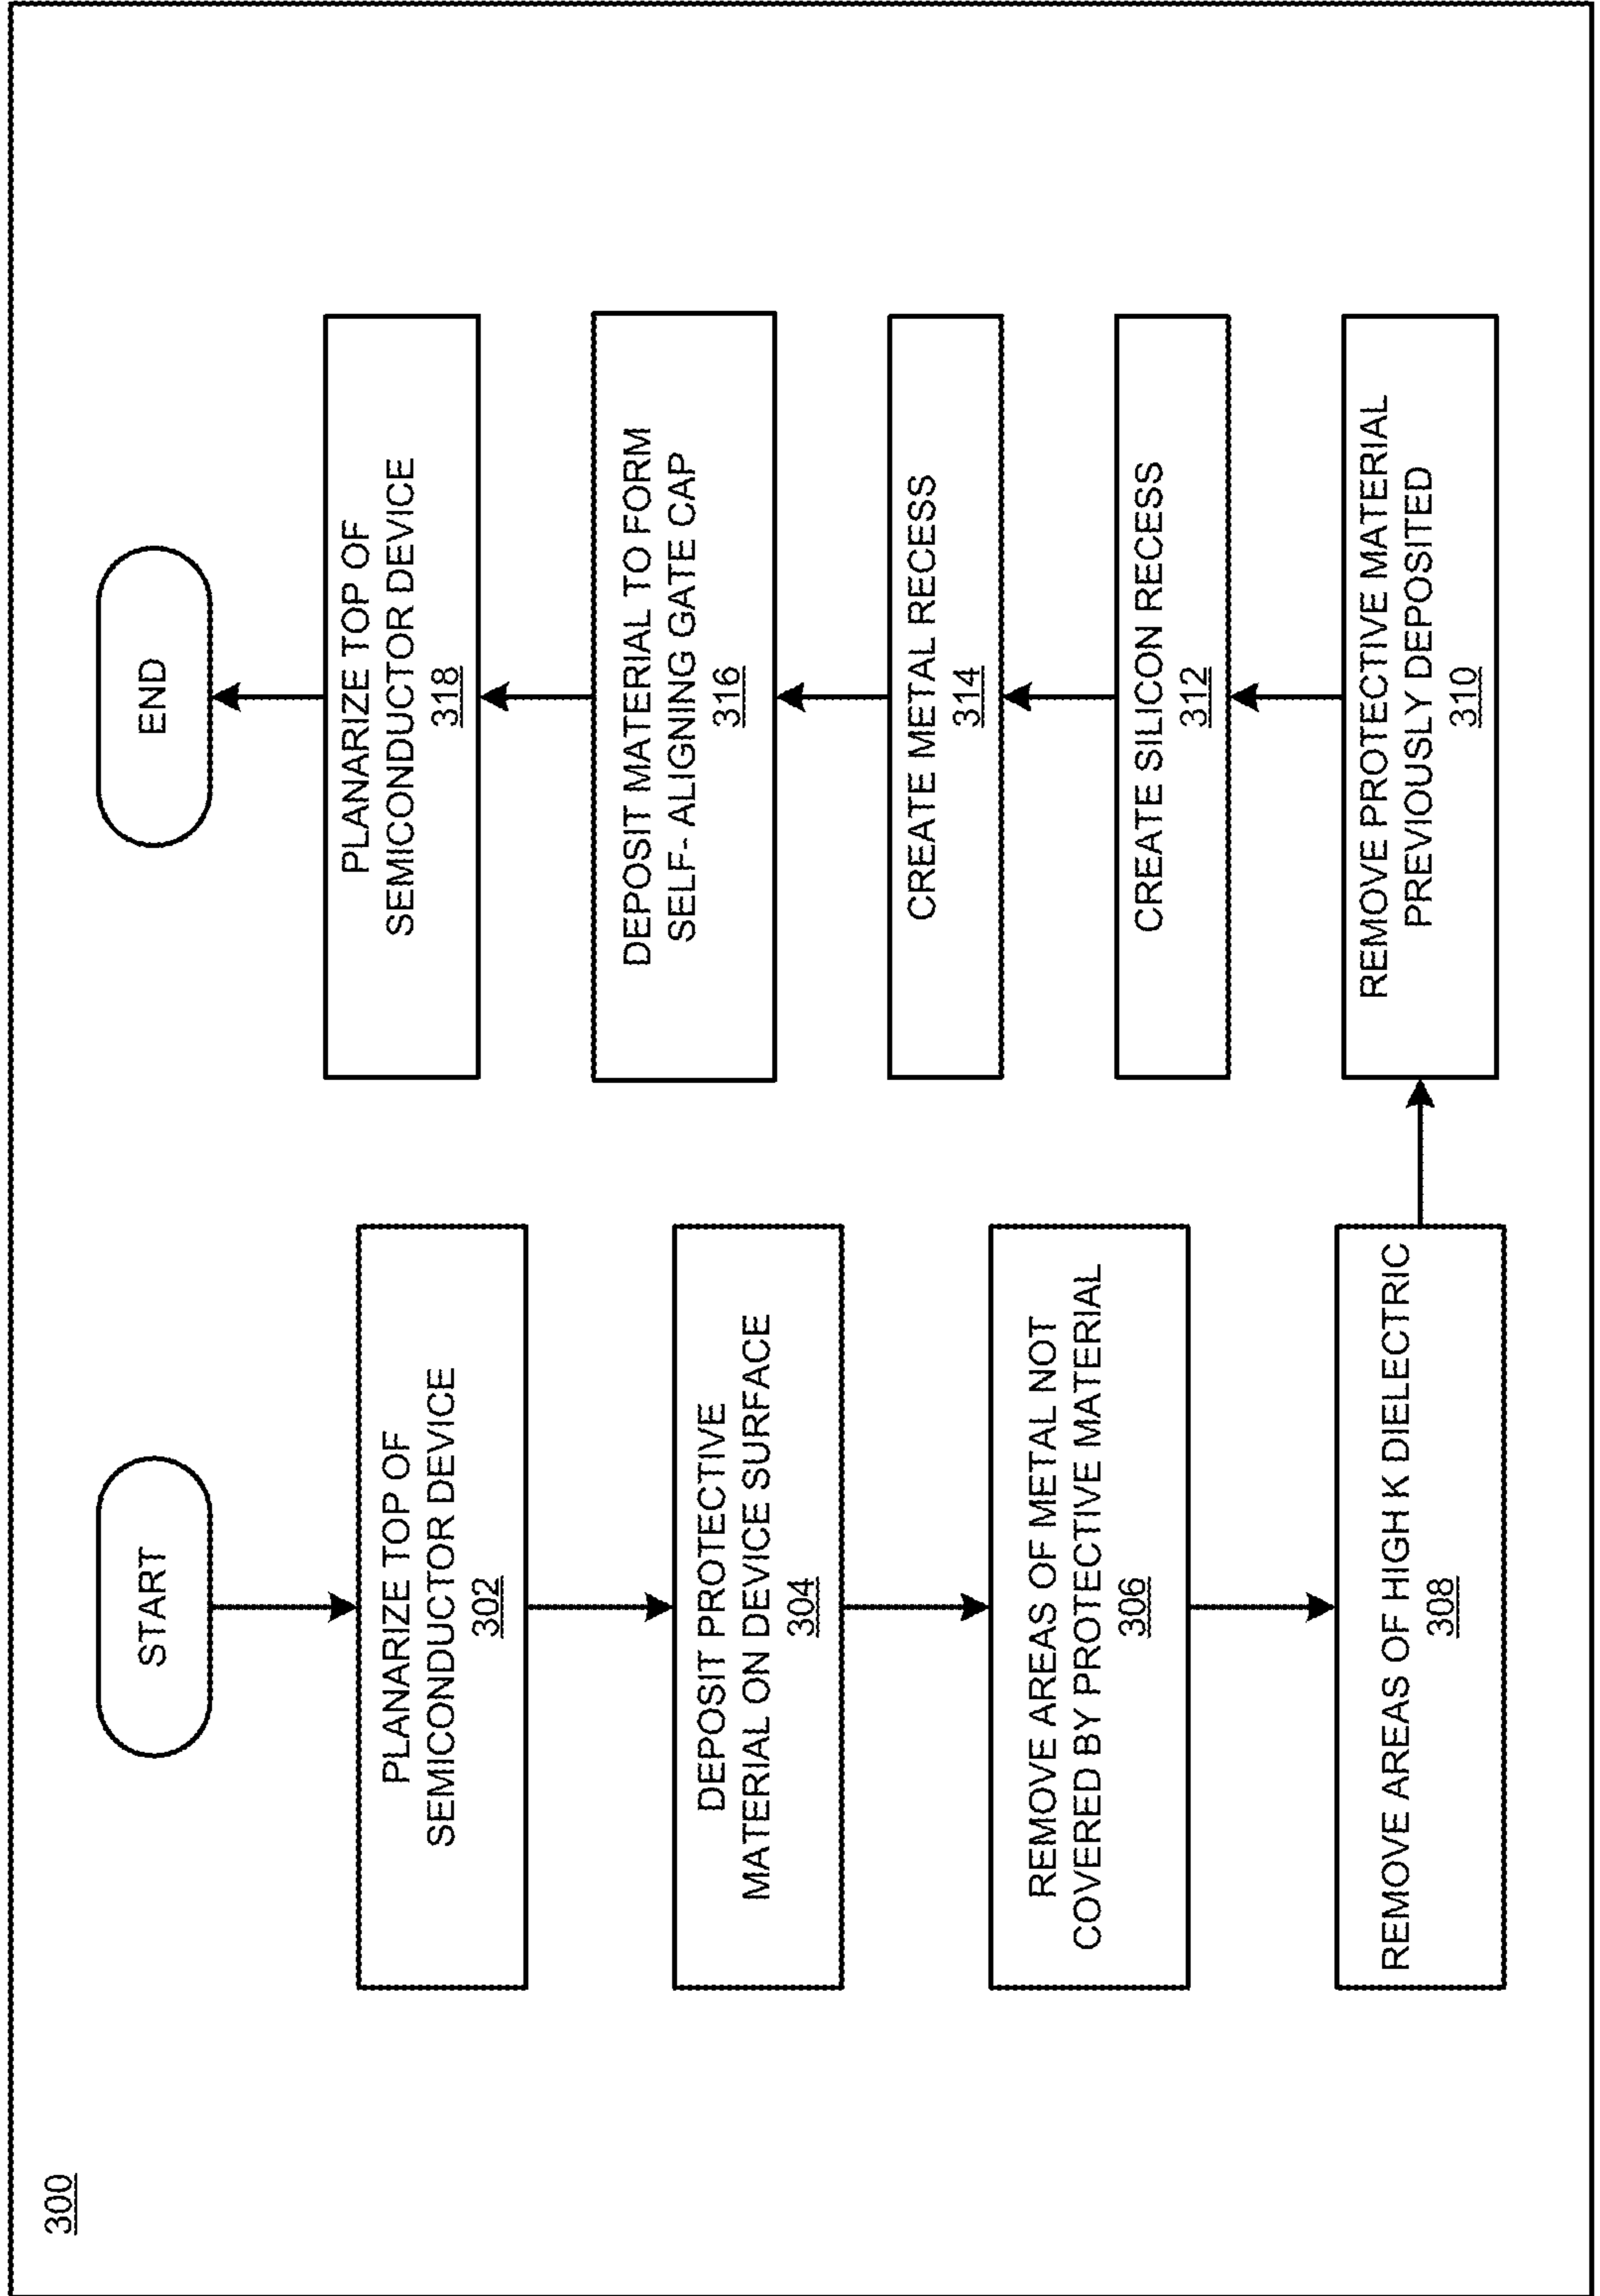 300
START
PLANARIZE TOP OF
SEMICONDUCTOR DEVICE
302
DEPOSIT PROTECTIVE
MATERIAL ON DEVICE SURFACE
304
REMOVE AREAS OF METAL NOT
COVERED BY PROTECTIVE MATERIAL
306
REMOVE AREAS OF HIGH K DIELECTRIC
308
REMOVE PROTECTIVE MATERIAL
PREVIOUSLY DEPOSITED
310
CREATE SILICON RECESS
312
CREATE METAL RECESS
314
DEPOSIT MATERIAL TO FORM
SELF- ALIGNING GATE CAP
316
PLANARIZE TOP OF
SEMICONDUCTOR DEVICE
318
END